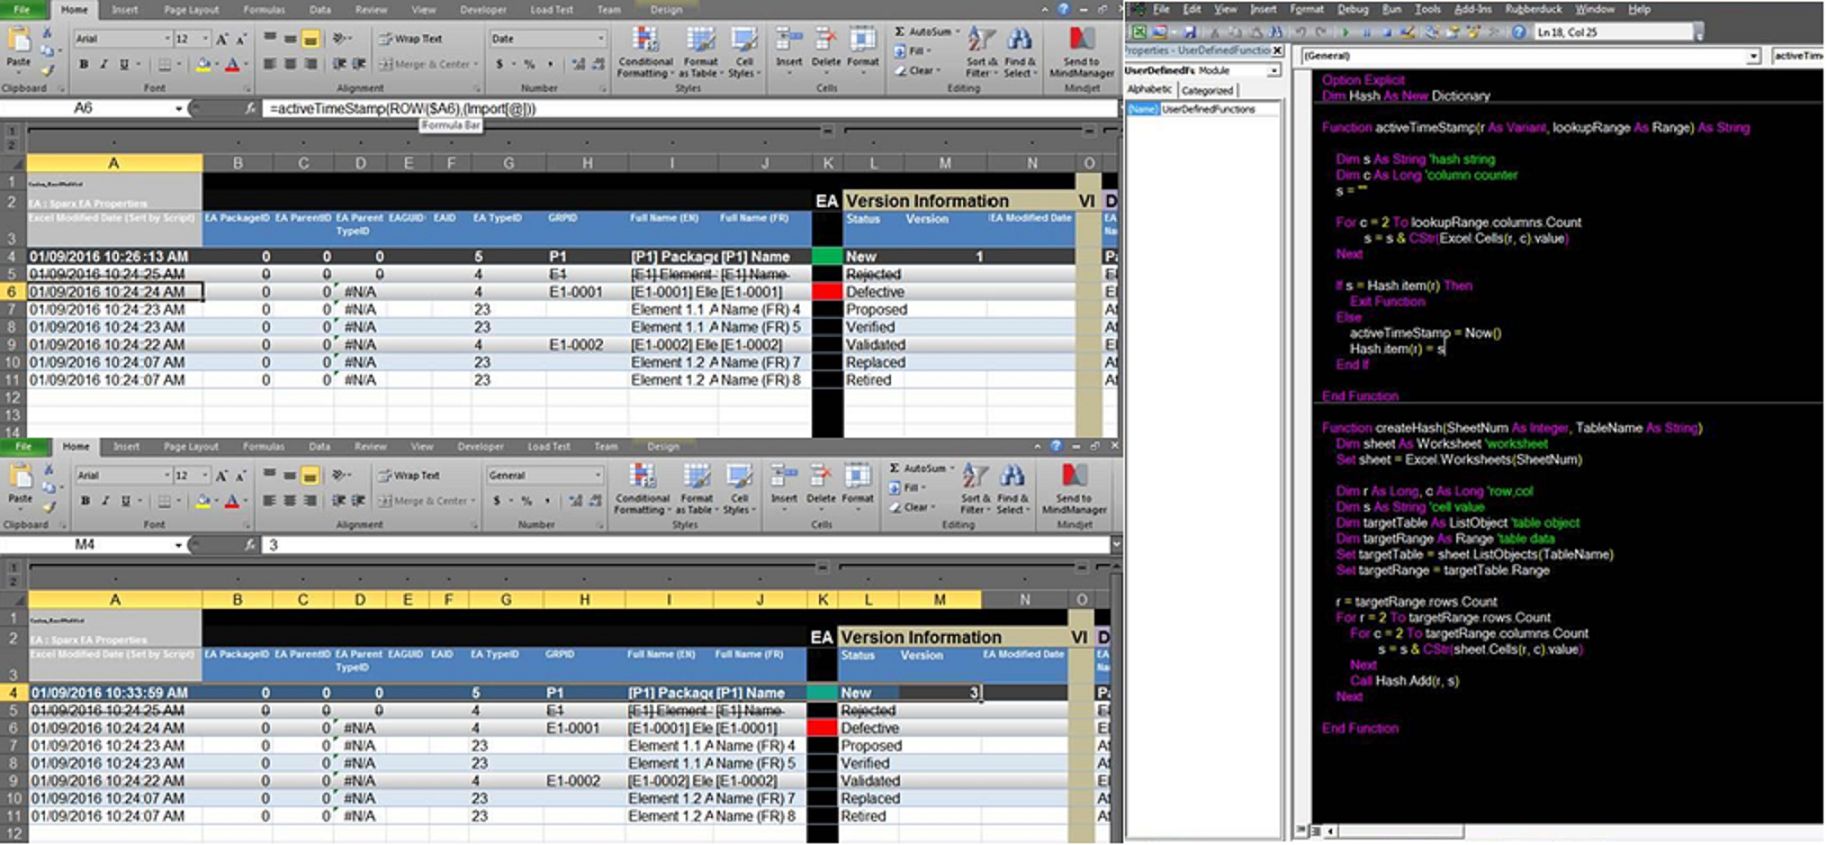 File Home Insert Page Layout Formulas Data Review View Developer Load Test Team Design
Arial 12 A A Wrap Text Date AutoSum
Fill
Paste B I U Merge & Center $ % , Conditional Formatting Format as Table Cell Styles Insert Delete Format Clear Sort & Filter Find & Select Send to MindManager
Clipboard Font Alignment Number Styles Cells Editing Mindjet
A6 fx =activeTimeStamp(ROW($A6),(Import[@]))
Formula Bar
1
2
A B C D E F G H I J K L M N O
1
2 EA : Sparx EA Properties EA Version Information VI D
3 Excel Modified Date (Set by Script) EA PackageID EA ParentID EA Parent TypeID EAGUID EAID EA TypeID GRPID Full Name (EN) Full Name (FR) Status Version EA Modified Date
4 01/09/2016 10:26:13 AM 0 0 0 5 P1 [P1] Package [P1] Name New 1
5 01/09/2016 10:24:25 AM 0 0 0 4 E1 [E1] Element [E1] Name Rejected
6 01/09/2016 10:24:24 AM 0 0 #N/A 4 E1-0001 [E1-0001] Ele [E1-0001] Defective
7 01/09/2016 10:24:23 AM 0 0 #N/A 23 Element 1.1 A Name (FR) 4 Proposed
8 01/09/2016 10:24:23 AM 0 0 #N/A 23 Element 1.1 A Name (FR) 5 Verified
9 01/09/2016 10:24:22 AM 0 0 #N/A 4 E1-0002 [E1-0002] Ele [E1-0002] Validated
10 01/09/2016 10:24:07 AM 0 0 #N/A 23 Element 1.2 A Name (FR) 7 Replaced
11 01/09/2016 10:24:07 AM 0 0 #N/A 23 Element 1.2 A Name (FR) 8 Retired
12
13
14
File Home Insert Page Layout Formulas Data Review View Developer Load Test Team Design
Arial 12 A A Wrap Text General AutoSum
Fill
Paste B I U Merge & Center $ % , Conditional Formatting Format as Table Cell Styles Insert Delete Format Clear Sort & Filter Find & Select Send to MindManager
Clipboard Font Alignment Number Styles Cells Editing Mindjet
M4 fx 3
1
2
A B C D E F G H I J K L M N O
1
2 EA : Sparx EA Properties EA Version Information VI D
3 Excel Modified Date (Set by Script) EA PackageID EA ParentID EA Parent TypeID EAGUID EAID EA TypeID GRPID Full Name (EN) Full Name (FR) Status Version EA Modified Date
4 01/09/2016 10:33:59 AM 0 0 0 5 P1 [P1] Package [P1] Name New 3
5 01/09/2016 10:24:25 AM 0 0 0 4 E1 [E1] Element [E1] Name Rejected
6 01/09/2016 10:24:24 AM 0 0 #N/A 4 E1-0001 [E1-0001] Ele [E1-0001] Defective
7 01/09/2016 10:24:23 AM 0 0 #N/A 23 Element 1.1 A Name (FR) 4 Proposed
8 01/09/2016 10:24:23 AM 0 0 #N/A 23 Element 1.1 A Name (FR) 5 Verified
9 01/09/2016 10:24:22 AM 0 0 #N/A 4 E1-0002 [E1-0002] Ele [E1-0002] Validated
10 01/09/2016 10:24:07 AM 0 0 #N/A 23 Element 1.2 A Name (FR) 7 Replaced
11 01/09/2016 10:24:07 AM 0 0 #N/A 23 Element 1.2 A Name (FR) 8 Retired
12
File Edit View Insert Format Debug Run Tools Add-Ins Rubberduck Window Help
Ln 18, Col 25
Properties - UserDefinedFunctio
UserDefinedFu Module
Alphabetic Categorized
(Name) UserDefinedFunctions
(General) activeTim
Option Explicit
Dim Hash As New Dictionary
Function activeTimeStamp(r As Variant, lookupRange As Range) As String
Dim s As String 'hash string
Dim c As Long 'column counter
s = ""
For c = 2 To lookupRange.columns.Count
s = s & CStr(Excel.Cells(r, c).value)
Next
If s = Hash.item(r) Then
Exit Function
Else
activeTimeStamp = Now()
Hash.item(r) = s
End If
End Function
Function createHash(SheetNum As Integer, TableName As String)
Dim sheet As Worksheet 'worksheet
Set sheet = Excel.Worksheets(SheetNum)
Dim r As Long, c As Long 'row,col
Dim s As String 'cell value
Dim targetTable As ListObject 'table object
Dim targetRange As Range 'table data
Set targetTable = sheet.ListObjects(TableName)
Set targetRange = targetTable.Range
r = targetRange.rows.Count
For r = 2 To targetRange.rows.Count
For c = 2 To targetRange.columns.Count
s = s & CStr(sheet.Cells(r, c).value)
Next
Call Hash.Add(r, s)
Next
End Function